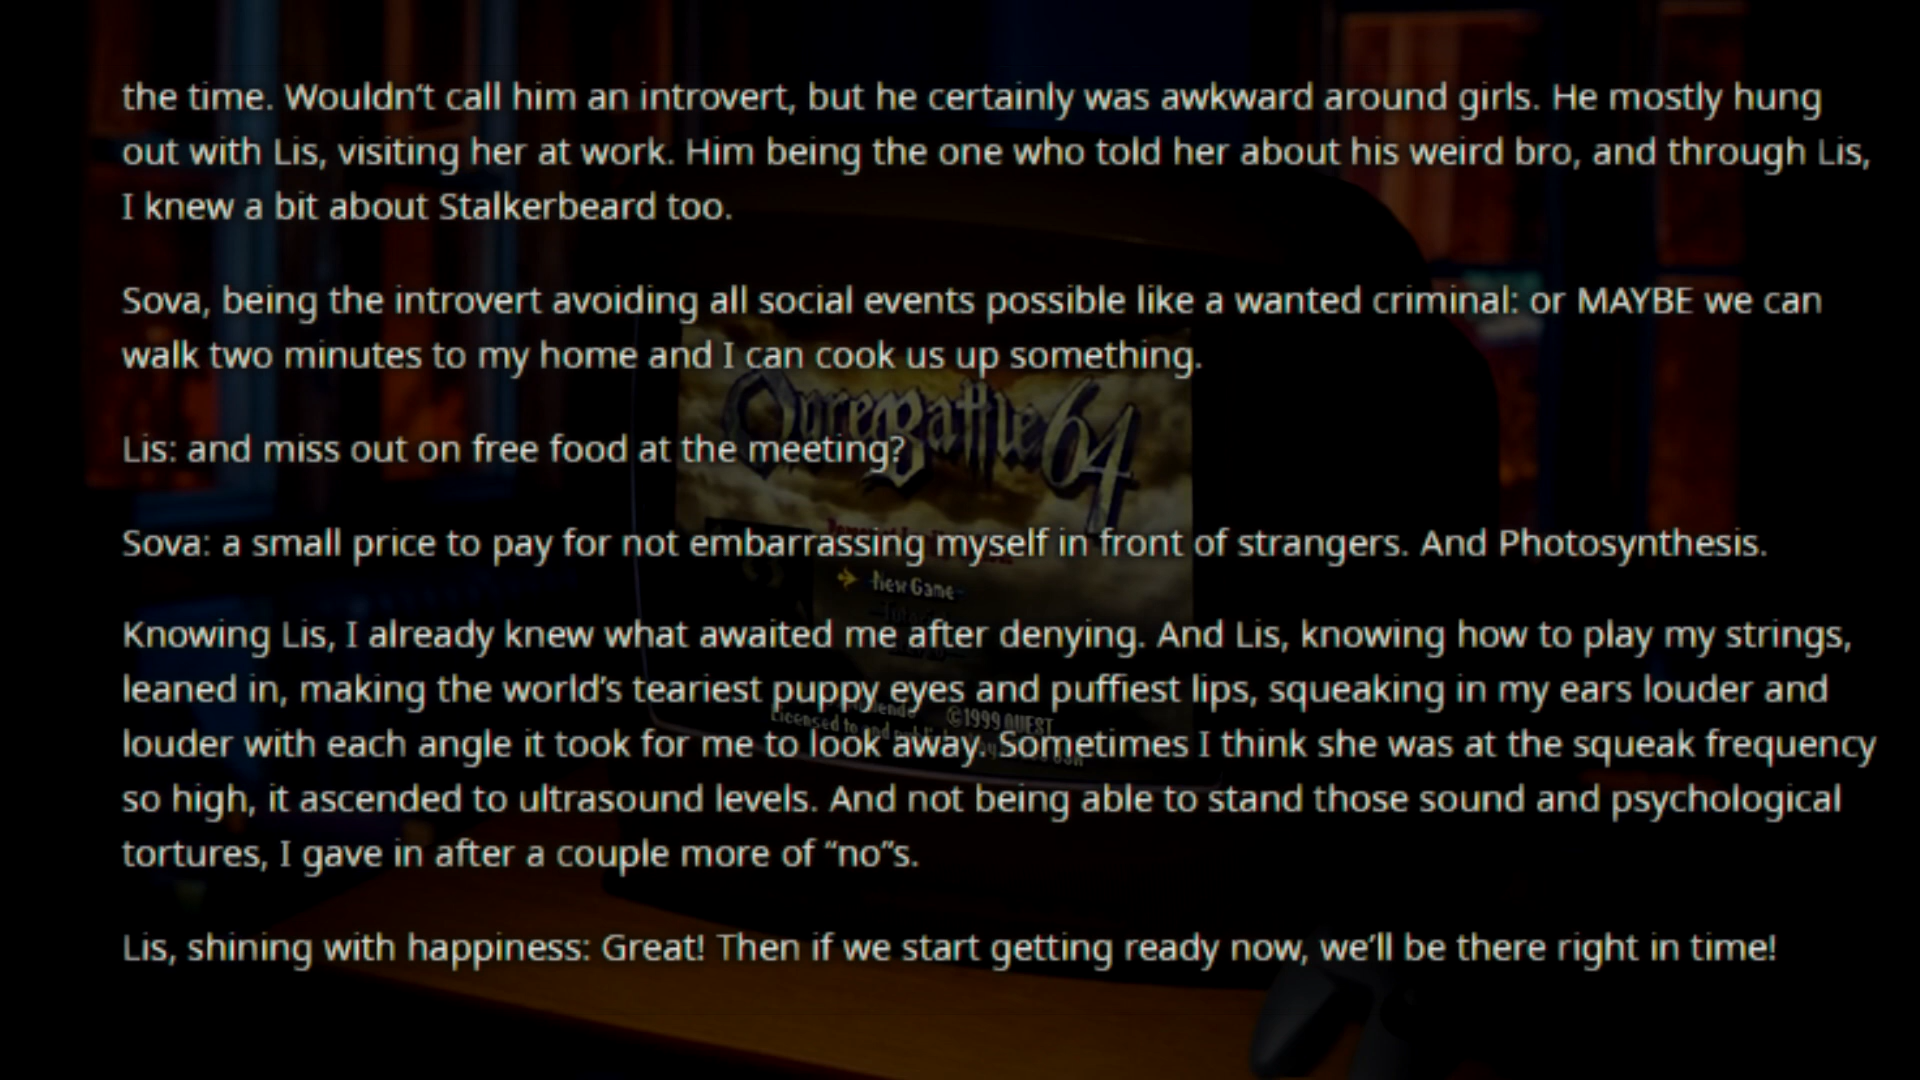 the time. Wouldn’t call him an introvert, but he certainly was awkward around girls. He mostly hung
out with Lis, visiting her at work. Him being the one who told her about his weird bro, and through Lis,
I knew a bit about Stalkerbeard too.
Sova, being the introvert avoiding all social events possible like a wanted criminal: or MAYBE we can
walk two minutes to my home and I can cook us up something.
Ogre Battle 64
Lis: and miss out on free food at the meeting?
Sova: a small price to pay for not embarrassing myself in front of strangers. And Photosynthesis.
New Game
Knowing Lis, I already knew what awaited me after denying. And Lis, knowing how to play my strings,
leaned in, making the world’s teariest puppy eyes and puffiest lips, squeaking in my ears louder and
©1999 QUEST
Licensed to and
louder with each angle it took for me to look away. Sometimes I think she was at the squeak frequency
so high, it ascended to ultrasound levels. And not being able to stand those sound and psychological
tortures, I gave in after a couple more of “no”s.
Lis, shining with happiness: Great! Then if we start getting ready now, we’ll be there right in time!